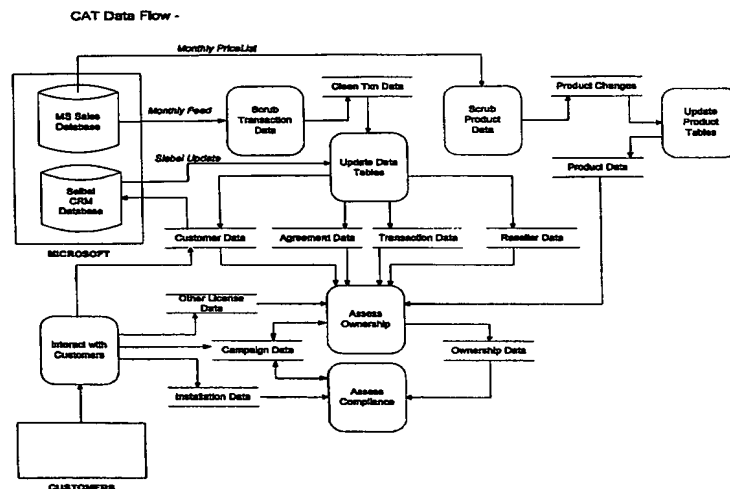 CAT Data Flow -
Monthly PriceList
MS Sales
Database
Monthly Feed
Scrub
Transaction
Data
Clean Txn Data
Scrub
Product
Data
Product Changes
Update
Product
Tables
Siebel Update
Update Data
Tables
Product Data
Seibel
CRM
Database
MICROSOFT
Customer Data
Agreement Data
Transaction Data
Reseller Data
Other License
Data
Assess
Ownership
Interact with
Customers
Campaign Data
Ownership Data
Installation Data
Assess
Compliance
CUSTOMERS